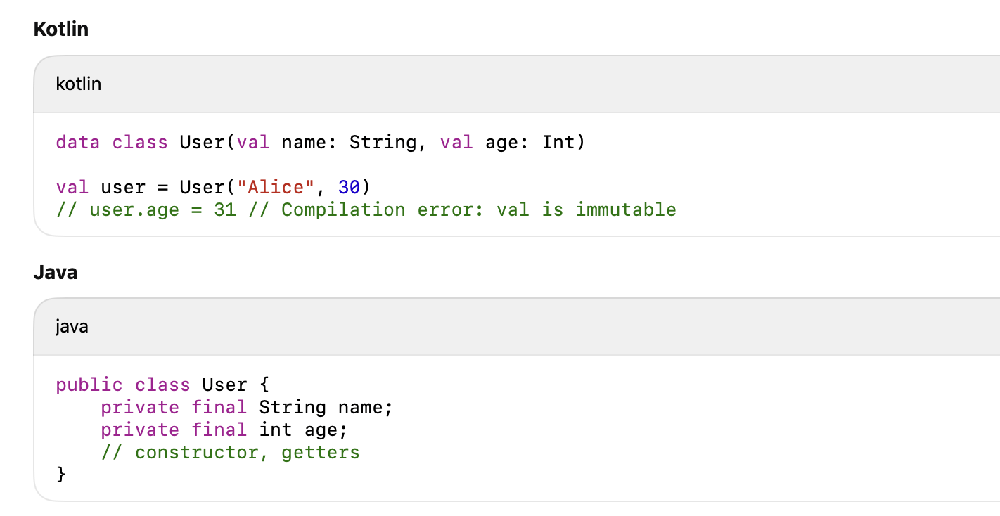 Kotlin
kotlin
data class User(val name: String, val age: Int)
val user = User("Alice", 30)
// user.age = 31 // Compilation error: val is immutable
Java
java
public class User {
    private final String name;
    private final int age;
    // constructor, getters
}